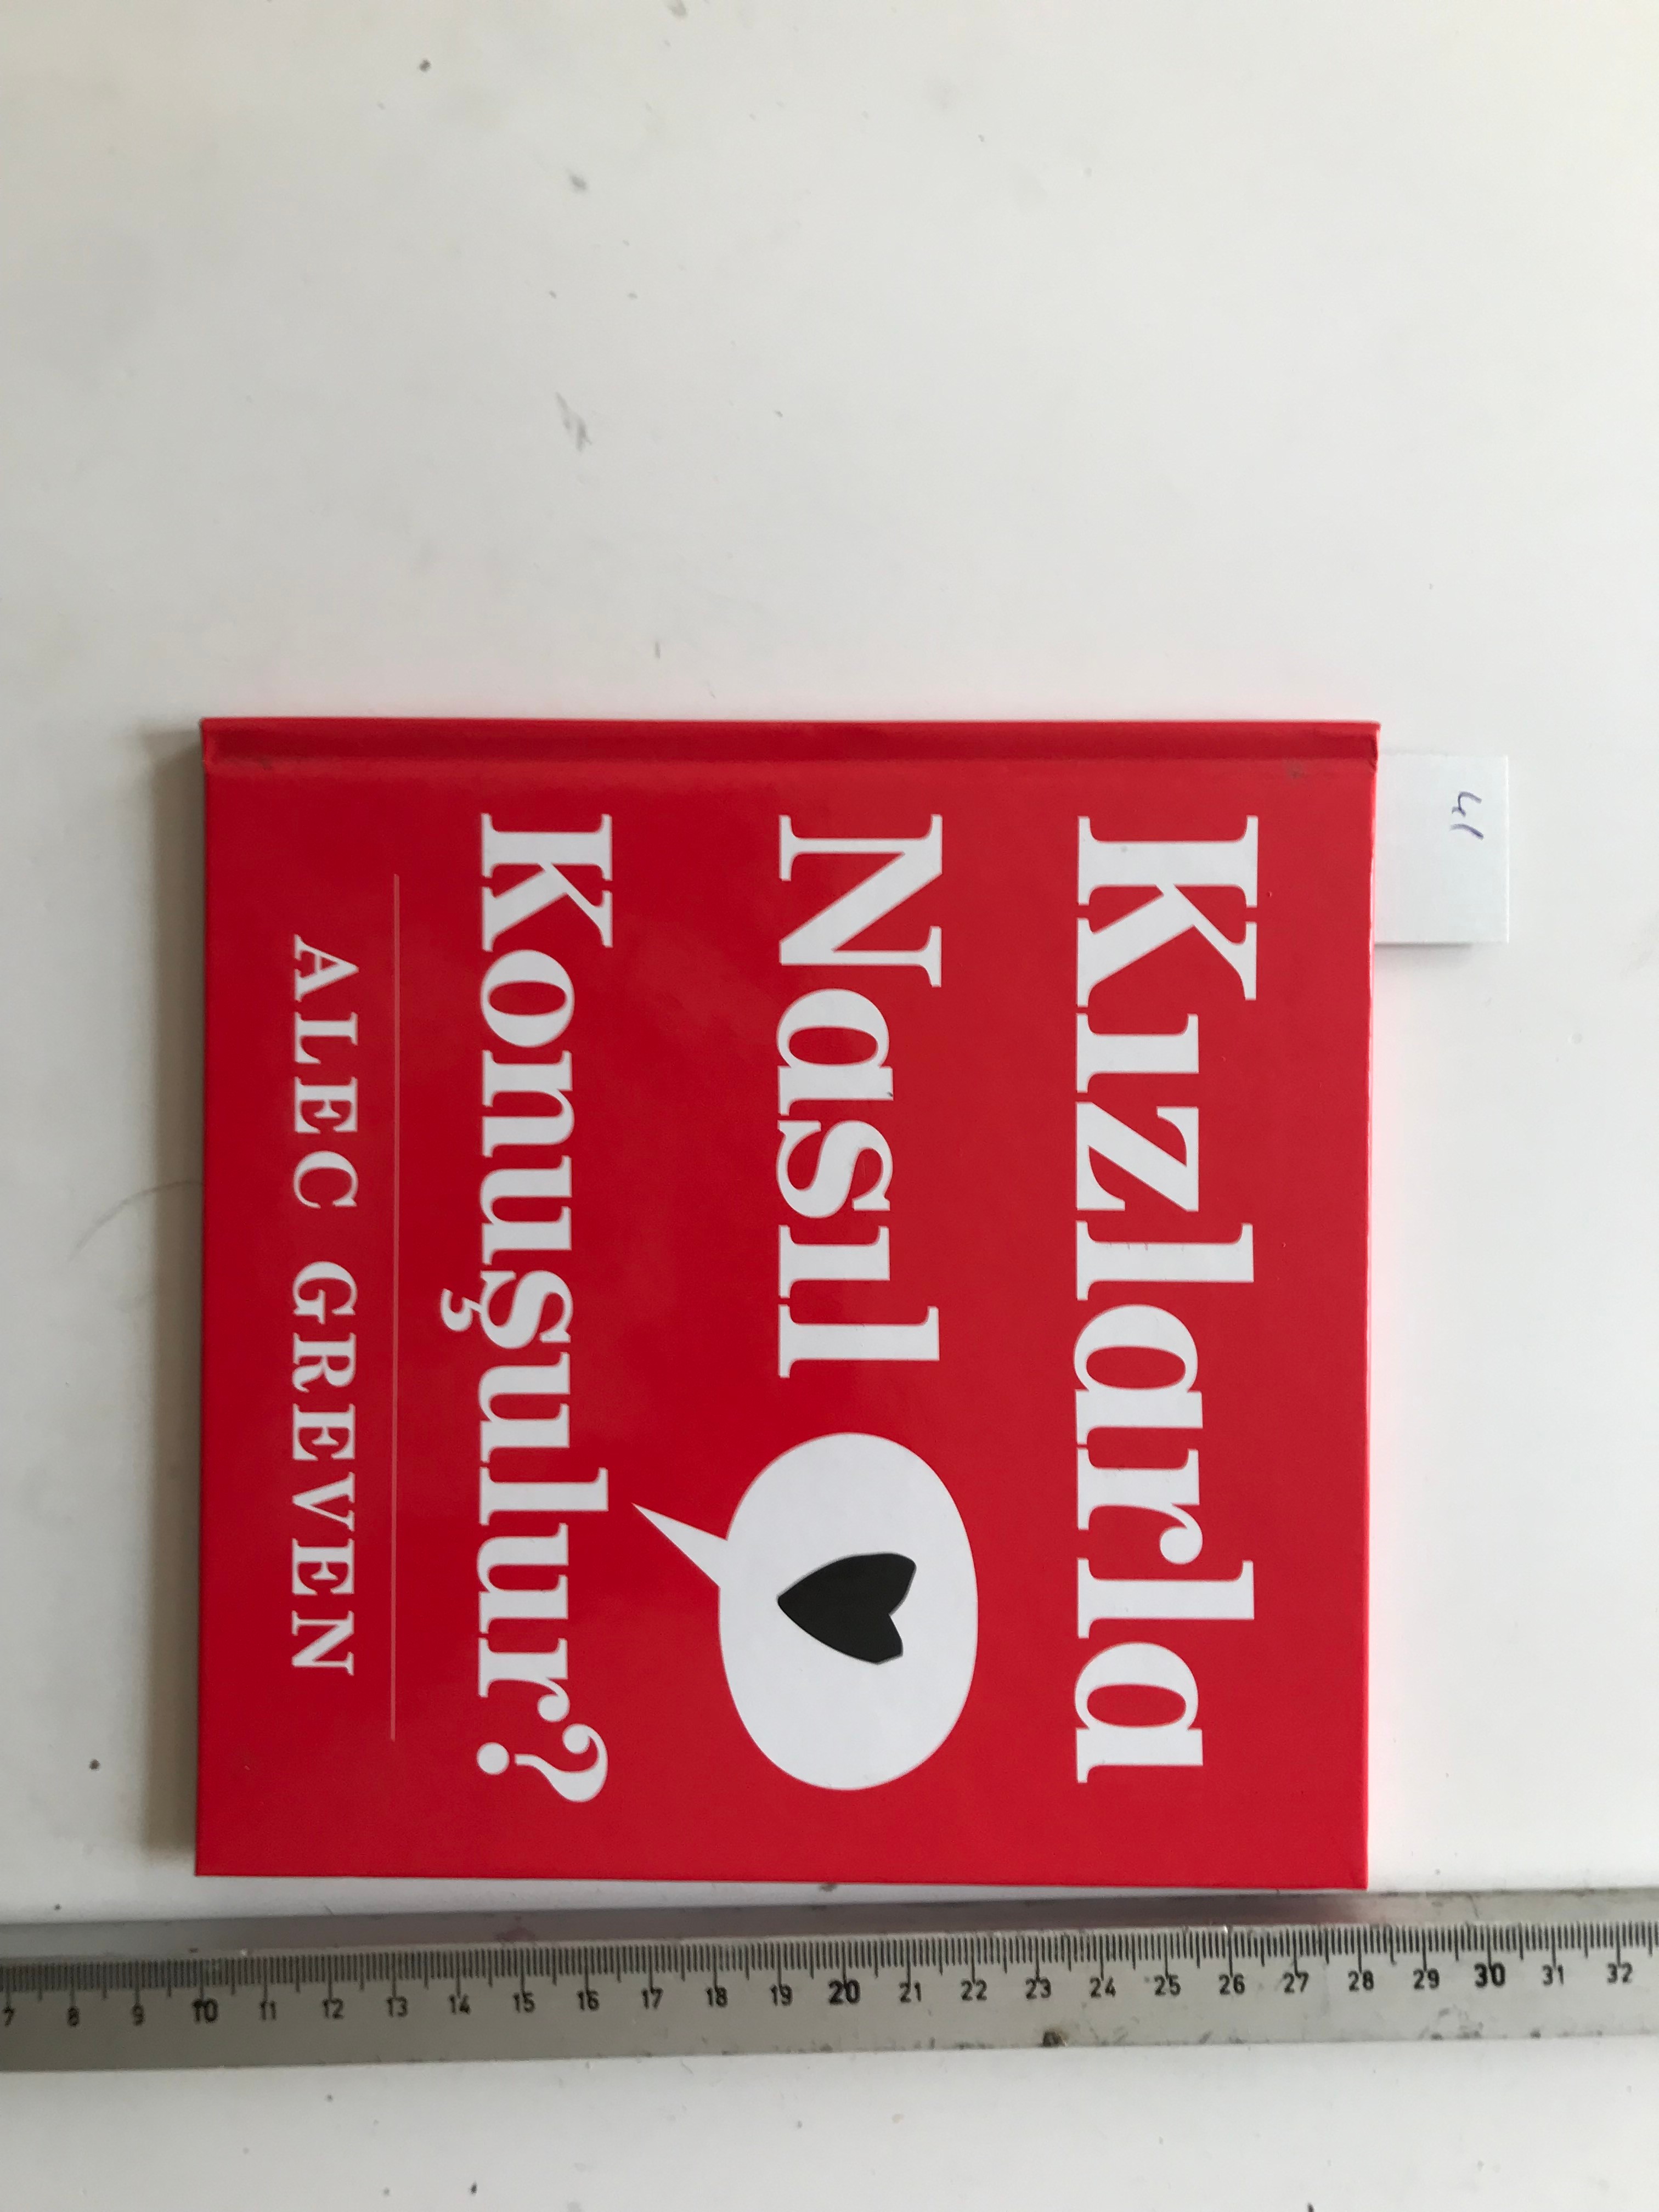 41
Kızlarla
Nasıl
Konuşulur?
ALEC GREVEN
7 8 9 10 11 12 13 14 15 16 17 18 19 20 21 22 23 24 25 26 27 28 29 30 31 32